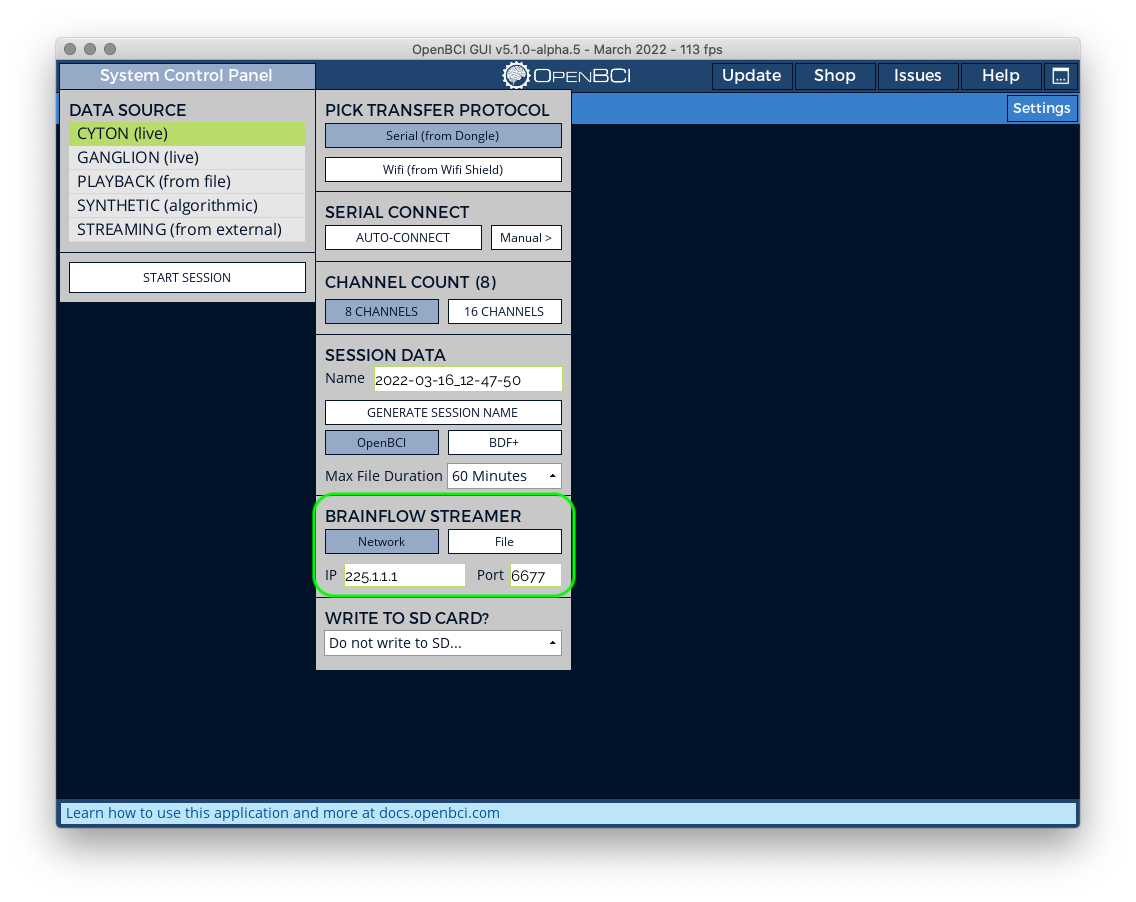 OpenBCI GUI v5.1.0-alpha.5 - March 2022 - 113 fps
System Control Panel
OPENBCI
Update
Shop
Issues
Help
Settings
DATA SOURCE
CYTON (live)
GANGLION (live)
PLAYBACK (from file)
SYNTHETIC (algorithmic)
STREAMING (from external)
START SESSION
PICK TRANSFER PROTOCOL
Serial (from Dongle)
Wifi (from Wifi Shield)
SERIAL CONNECT
AUTO-CONNECT
Manual >
CHANNEL COUNT (8)
8 CHANNELS
16 CHANNELS
SESSION DATA
Name 2022-03-16_12-47-50
GENERATE SESSION NAME
OpenBCI
BDF+
Max File Duration 60 Minutes
BRAINFLOW STREAMER
Network
File
IP 225.1.1.1 Port 6677
WRITE TO SD CARD?
Do not write to SD...
Learn how to use this application and more at docs.openbci.com